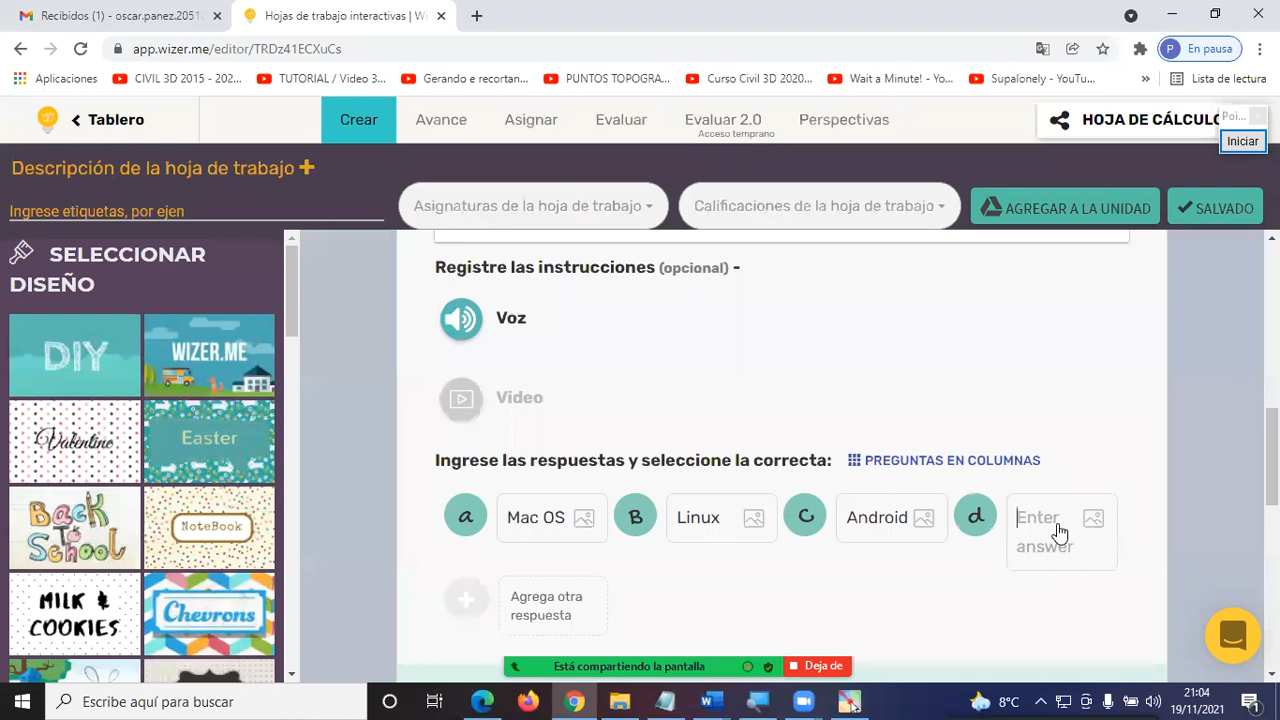 Recibidos (1) - oscar.panez.2051
Hojas de trabajo interactivas | Wi
app.wizer.me/editor/TRDz41ECXuCs
P En pausa
Aplicaciones
CIVIL 3D 2015 - 202...
TUTORIAL / Video 3...
Gerando e recortan...
PUNTOS TOPOGRA...
Curso Civil 3D 2020...
Wait a Minute! - Yo...
Supalonely - YouTu...
»
Lista de lectura
Tablero
Crear
Avance
Asignar
Evaluar
Evaluar 2.0
Acceso temprano
Perspectivas
HOJA DE CÁLCULO
Poi...
Iniciar
Descripción de la hoja de trabajo +
Ingrese etiquetas, por ejen
Asignaturas de la hoja de trabajo
Calificaciones de la hoja de trabajo
AGREGAR A LA UNIDAD
SALVADO
SELECCIONAR
DISEÑO
DIY
WIZER.ME
Valentine
Easter
Back to School
NoteBook
MILK &
COOKIES
Chevrons
Registre las instrucciones (opcional) -
Voz
Video
Ingrese las respuestas y seleccione la correcta:
PREGUNTAS EN COLUMNAS
a Mac OS
B Linux
c Android
d Enter
answer
+ Agrega otra
respuesta
Está compartiendo la pantalla
Deja de
Escribe aquí para buscar
8°C
21:04
19/11/2021
1